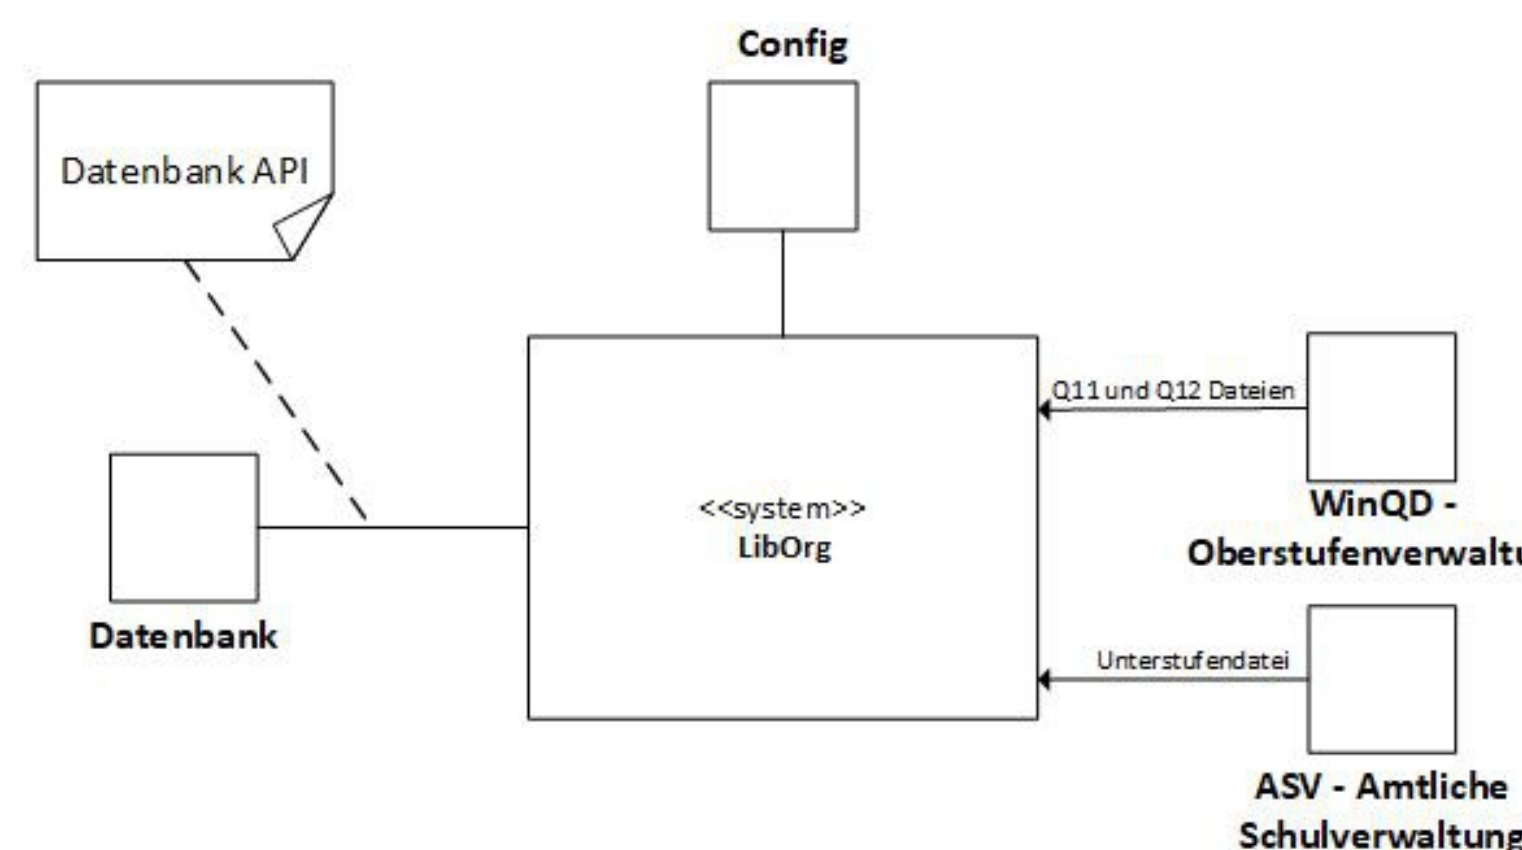 Config
Datenbank API
Q11 und Q12 Dateien
<<system>>
LibOrg
WinQD -
Oberstufenverwaltu
Datenbank
Unterstufendatei
ASV - Amtliche
Schulverwaltung